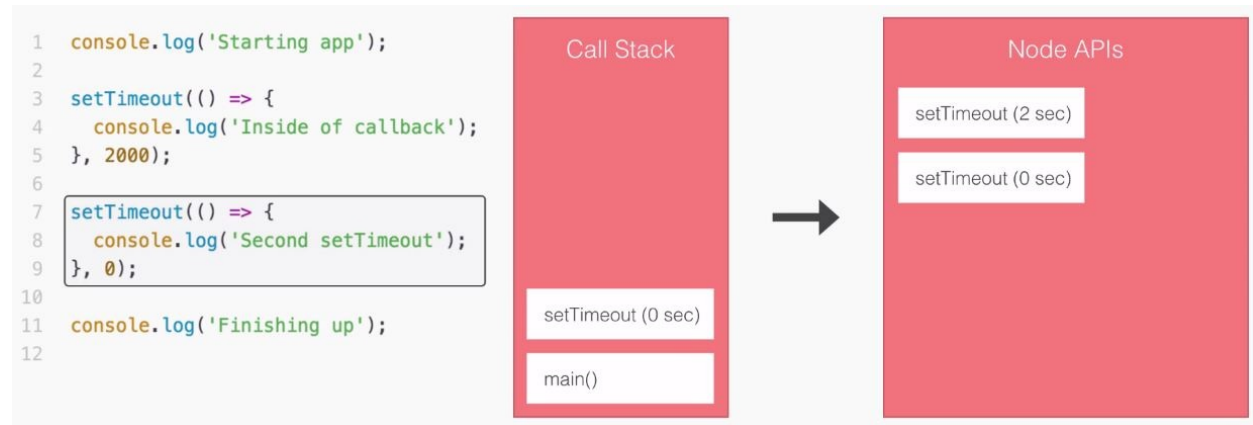 1 console.log('Starting app');
2
3 setTimeout(() => {
4 console.log('Inside of callback');
5 }, 2000);
6
7 setTimeout(() => {
8 console.log('Second setTimeout');
9 }, 0);
10
11 console.log('Finishing up');
12
Call Stack
setTimeout (0 sec)
main()
Node APIs
setTimeout (2 sec)
setTimeout (0 sec)